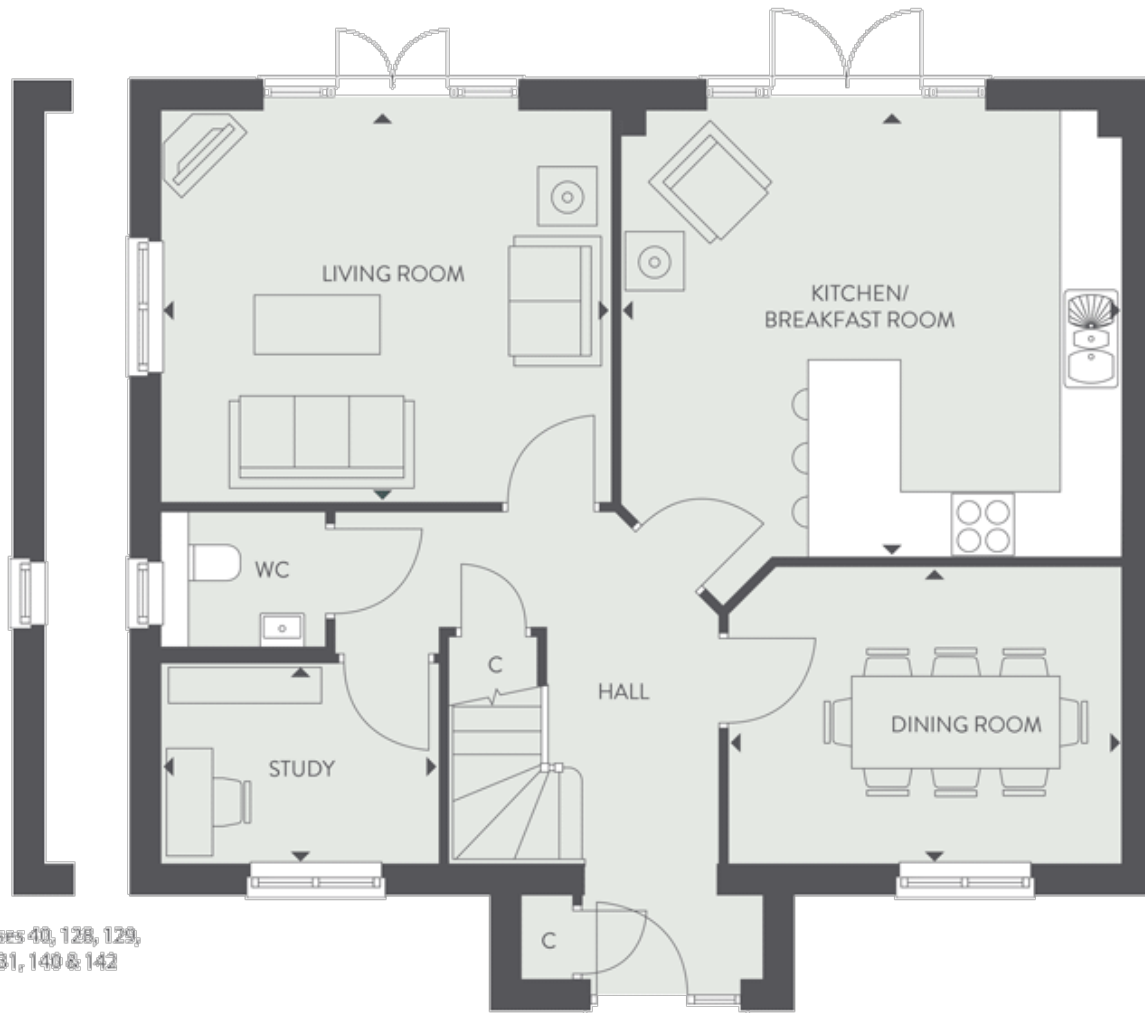 LIVING ROOM
KITCHEN/
BREAKFAST ROOM
WC
C
HALL
STUDY
DINING ROOM
C
40, 128, 129,
140 & 142